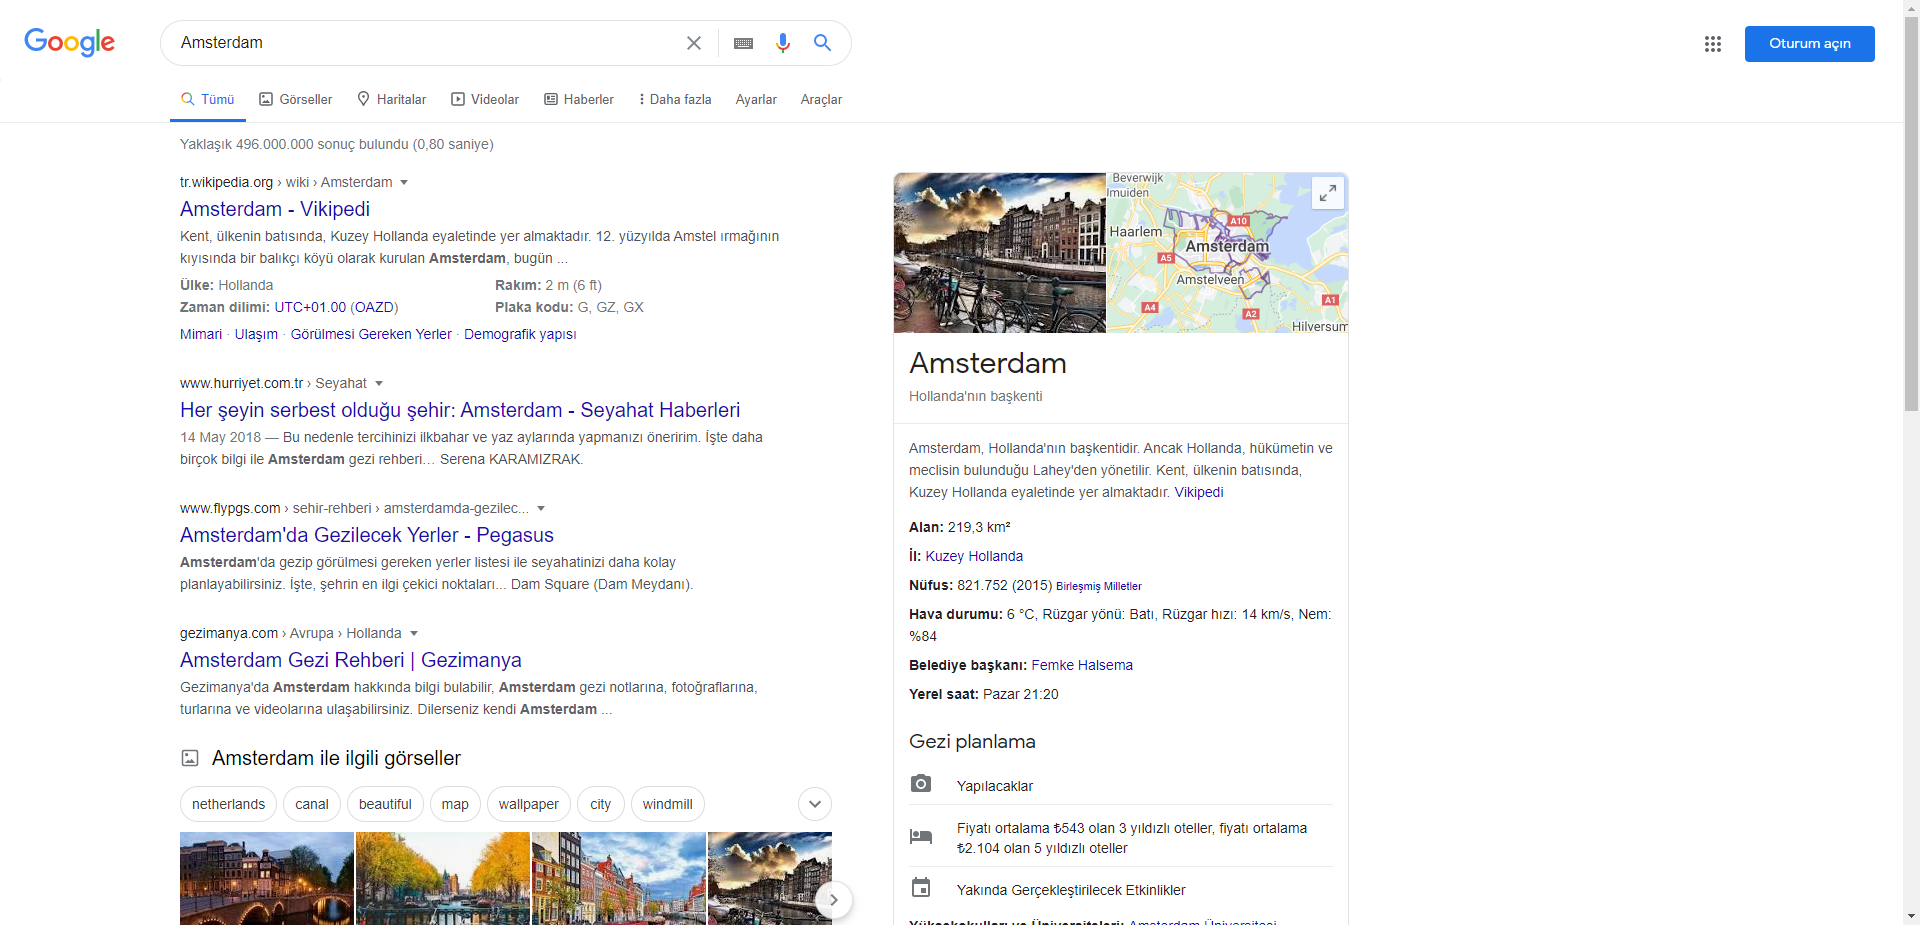 Google
Amsterdam
Oturum açın
Tümü
Görseller
Haritalar
Videolar
Haberler
Daha fazla
Ayarlar
Araçlar
Yaklaşık 496.000.000 sonuç bulundu (0,80 saniye)
tr.wikipedia.org › wiki › Amsterdam
Amsterdam - Vikipedi
Kent, ülkenin batısında, Kuzey Hollanda eyaletinde yer almaktadır. 12. yüzyılda Amstel ırmağının
kıyısında bir balıkçı köyü olarak kurulan Amsterdam, bugün ...
Ülke: Hollanda
Rakım: 2 m (6 ft)
Zaman dilimi: UTC+01.00 (OAZD)
Plaka kodu: G, GZ, GX
Mimari · Ulaşım · Görülmesi Gereken Yerler · Demografik yapısı
www.hurriyet.com.tr › Seyahat
Her şeyin serbest olduğu şehir: Amsterdam - Seyahat Haberleri
14 May 2018 — Bu nedenle tercihinizi ilkbahar ve yaz aylarında yapmanızı öneririm. İşte daha
birçok bilgi ile Amsterdam gezi rehberi… Serena KARAMIZRAK.
www.flypgs.com › sehir-rehberi › amsterdamda-gezilec...
Amsterdam'da Gezilecek Yerler - Pegasus
Amsterdam'da gezip görülmesi gereken yerler listesi ile seyahatinizi daha kolay
planlayabilirsiniz. İşte, şehrin en ilgi çekici noktaları... Dam Square (Dam Meydanı).
gezimanya.com › Avrupa › Hollanda
Amsterdam Gezi Rehberi | Gezimanya
Gezimanya'da Amsterdam hakkında bilgi bulabilir, Amsterdam gezi notlarına, fotoğraflarına,
turlarına ve videolarına ulaşabilirsiniz. Dilerseniz kendi Amsterdam ...
Amsterdam ile ilgili görseller
netherlands
canal
beautiful
map
wallpaper
city
windmill
Beverwijk
Jmuiden
A10
Haarlem
Amsterdam
A5
Amstelveen
A4
A2
A1
Hilversum
Amsterdam
Hollanda'nın başkenti
Amsterdam, Hollanda'nın başkentidir. Ancak Hollanda, hükümetin ve
meclisin bulunduğu Lahey'den yönetilir. Kent, ülkenin batısında,
Kuzey Hollanda eyaletinde yer almaktadır. Vikipedi
Alan: 219,3 km²
İl: Kuzey Hollanda
Nüfus: 821.752 (2015) Birleşmiş Milletler
Hava durumu: 6 °C, Rüzgar yönü: Batı, Rüzgar hızı: 14 km/s, Nem:
%84
Belediye başkanı: Femke Halsema
Yerel saat: Pazar 21:20
Gezi planlama
Yapılacaklar
Fiyatı ortalama ₺543 olan 3 yıldızlı oteller, fiyatı ortalama
₺2.104 olan 5 yıldızlı oteller
Yakında Gerçekleştirilecek Etkinlikler
Yüksekokulları ve Üniversiteleri: Amsterdam Üniversitesi